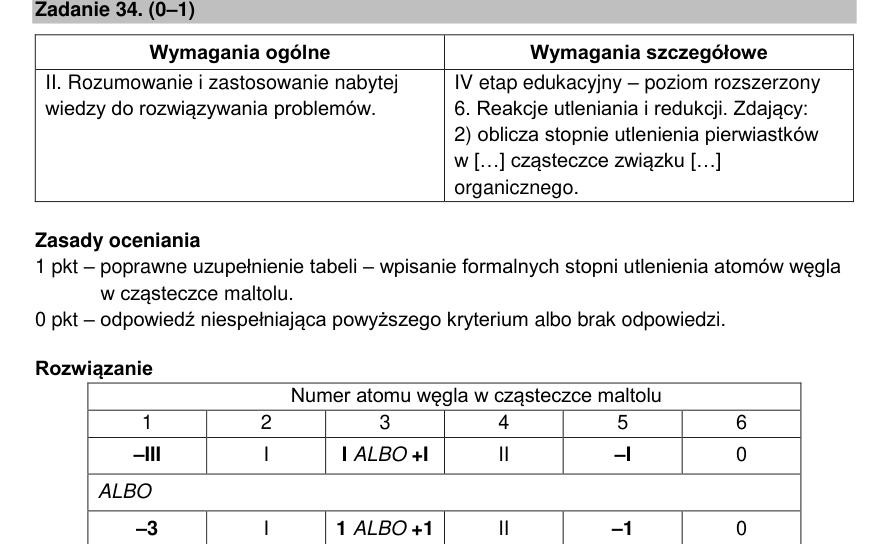 Zadanie 34. (0–1)
Wymagania ogólne
Wymagania szczegółowe
II. Rozumowanie i zastosowanie nabytej
wiedzy do rozwiązywania problemów.
IV etap edukacyjny – poziom rozszerzony
6. Reakcje utleniania i redukcji. Zdający:
2) oblicza stopnie utlenienia pierwiastków
w […] cząsteczce związku […]
organicznego.
Zasady oceniania
1 pkt – poprawne uzupełnienie tabeli – wpisanie formalnych stopni utlenienia atomów węgla
w cząsteczce maltolu.
0 pkt – odpowiedź niespełniająca powyższego kryterium albo brak odpowiedzi.
Rozwiązanie
Numer atomu węgla w cząsteczce maltolu
1 2 3 4 5 6
–III I I ALBO +I II –I 0
ALBO
–3 I 1 ALBO +1 II –1 0